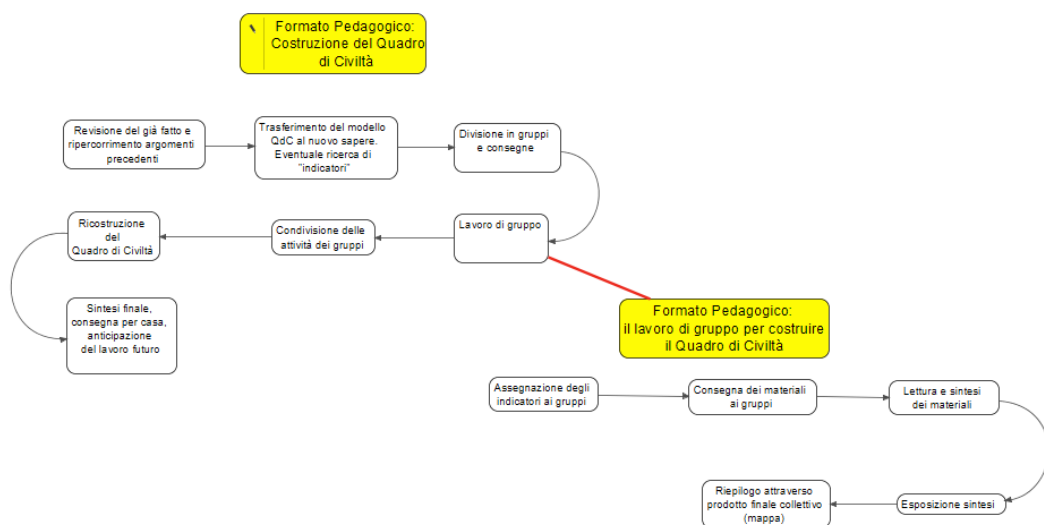 Formato Pedagogico:
Costruzione del Quadro
di Civiltà
Revisione del già fatto e
ripercorrimento argomenti
precedenti
Trasferimento del modello
QdC al nuovo sapere.
Eventuale ricerca di
"indicatori"
Divisione in gruppi
e consegne
Ricostruzione
del
Quadro di Civiltà
Condivisione delle
attività dei gruppi
Lavoro di gruppo
Sintesi finale,
consegna per casa,
anticipazione
del lavoro futuro
Formato Pedagogico:
il lavoro di gruppo per costruire
il Quadro di Civiltà
Assegnazione degli
indicatori ai gruppi
Consegna dei materiali
ai gruppi
Lettura e sintesi
dei materiali
Riepilogo attraverso
prodotto finale collettivo
(mappa)
Esposizione sintesi